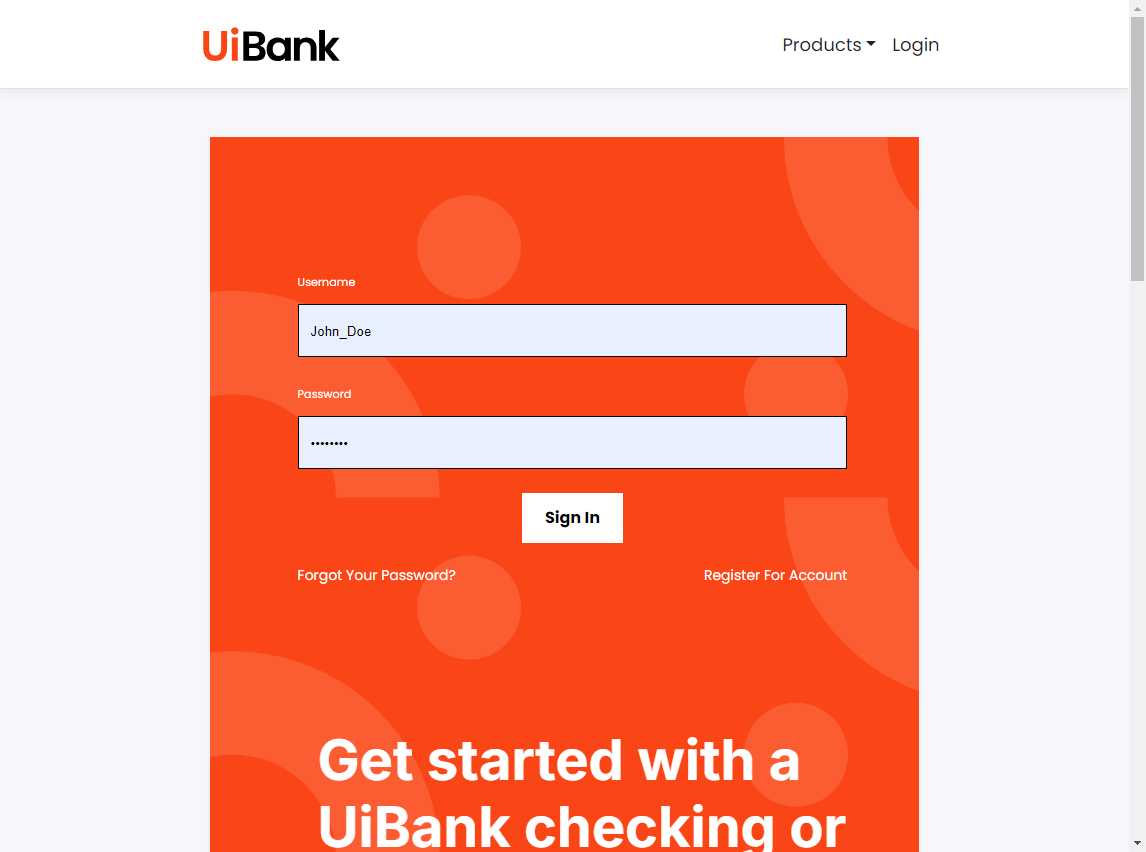 UiBank
Products Login
Username
John_Doe
Password
••••••••
Sign In
Forgot Your Password? Register For Account
Get started with a
UiBank checking or